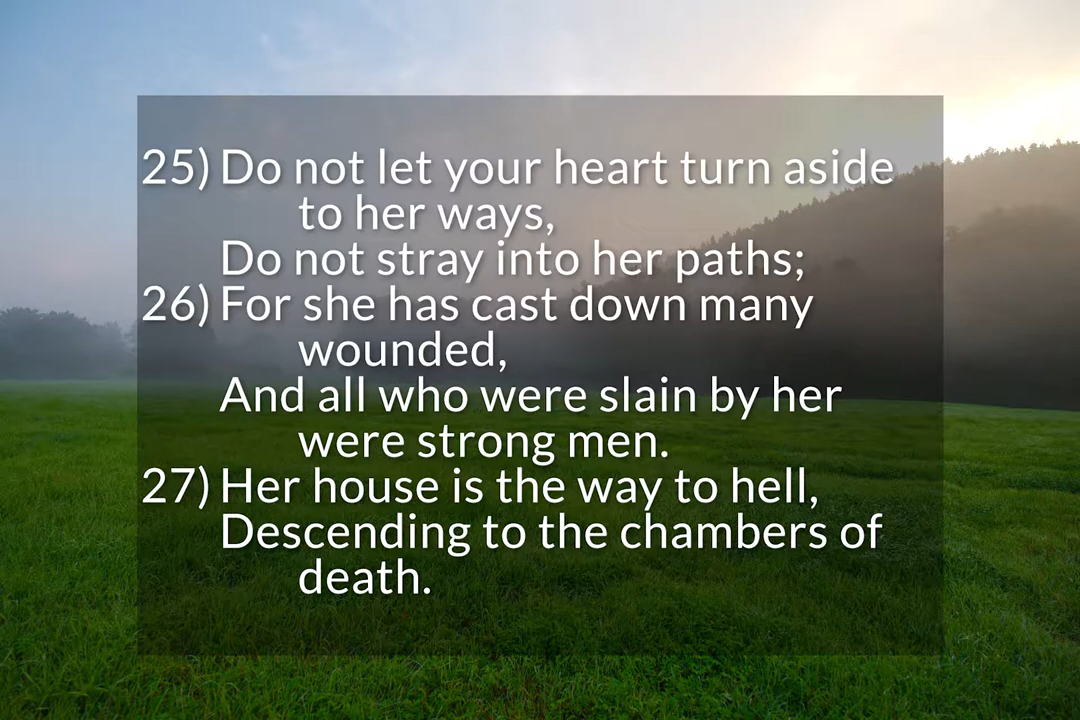 25) Do not let your heart turn aside
to her ways,
Do not stray into her paths;
26) For she has cast down many
wounded,
And all who were slain by her
were strong men.
27) Her house is the way to hell,
Descending to the chambers of
death.